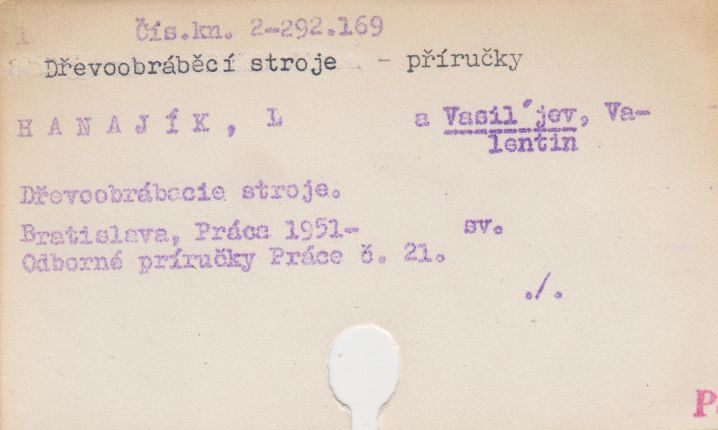 1 Čís.kn. 2-292.169
Dřevoobráběcí stroje - příručky
HANAJÍK, L a Vasil´jev, Va-
lentin
Dřevoobrábacie stroje.
Bratislava, Práca 1951- sv.
Odborné príručky Práce č. 21.
./.
P